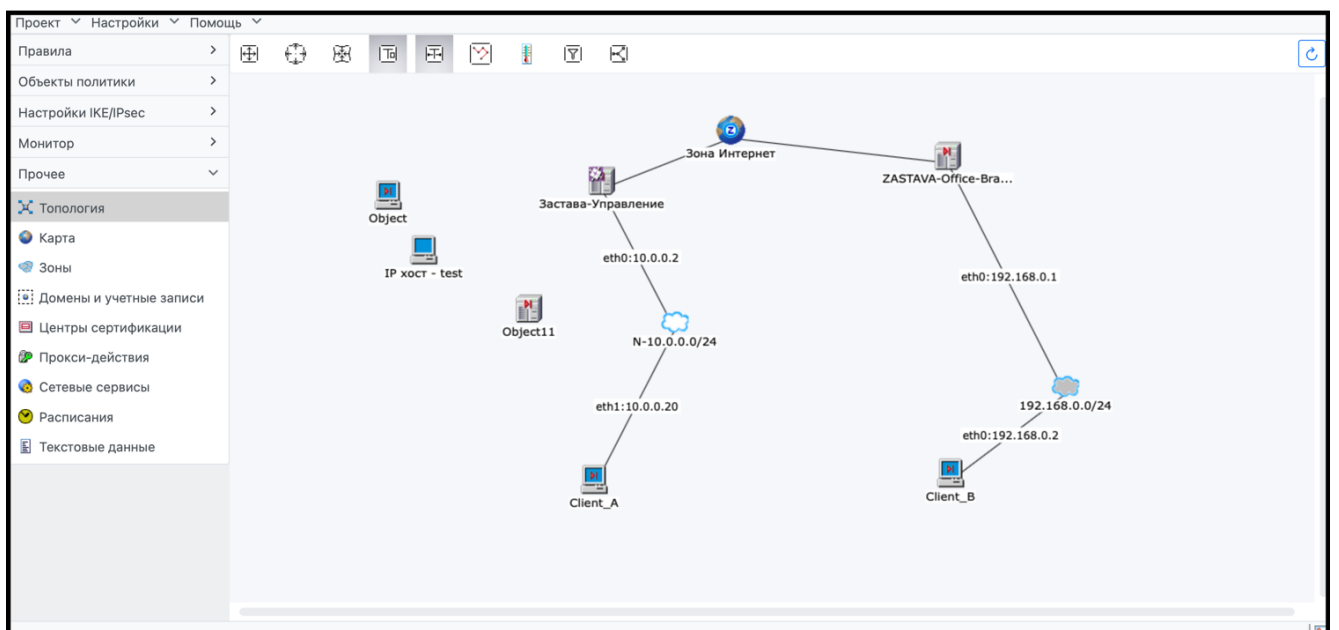 Проект Настройки Помощь
Правила
Объекты политики
Настройки IKE/IPsec
Монитор
Прочее
Топология
Карта
Зоны
Домены и учетные записи
Центры сертификации
Прокси-действия
Сетевые сервисы
Расписания
Текстовые данные
Зона Интернет
ZASTAVA-Office-Bra...
Застава-Управление
Object
eth0:10.0.0.2
IP хост - test
eth0:192.168.0.1
Object11
N-10.0.0.0/24
eth1:10.0.0.20
192.168.0.0/24
eth0:192.168.0.2
Client_A
Client_B